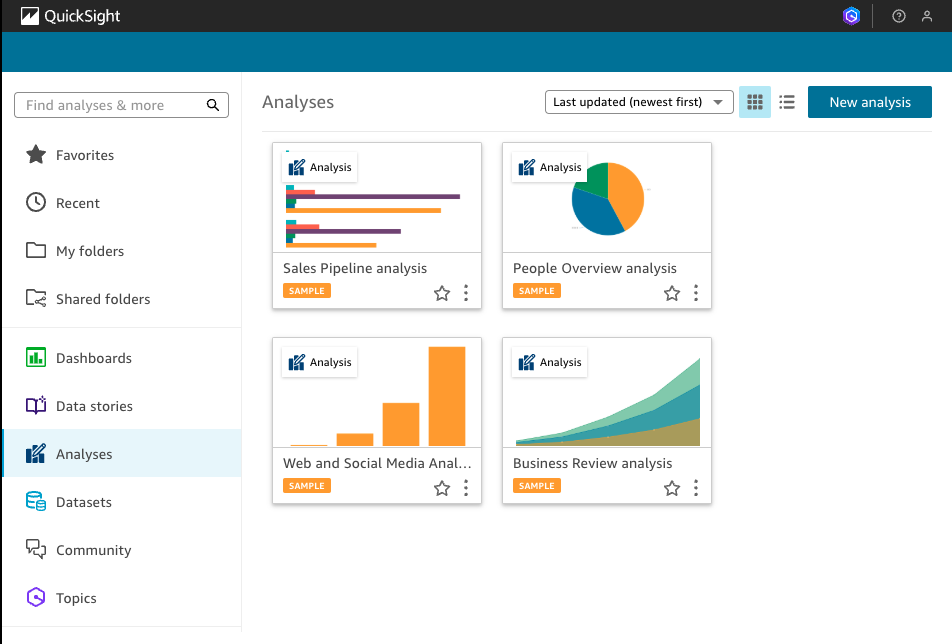 QuickSight
Find analyses & more
Favorites
Recent
My folders
Shared folders
Dashboards
Data stories
Analyses
Datasets
Community
Topics
Analyses
Last updated (newest first)
New analysis
Analysis
Sales Pipeline analysis
SAMPLE
Analysis
People Overview analysis
SAMPLE
Analysis
Web and Social Media Anal...
SAMPLE
Analysis
Business Review analysis
SAMPLE